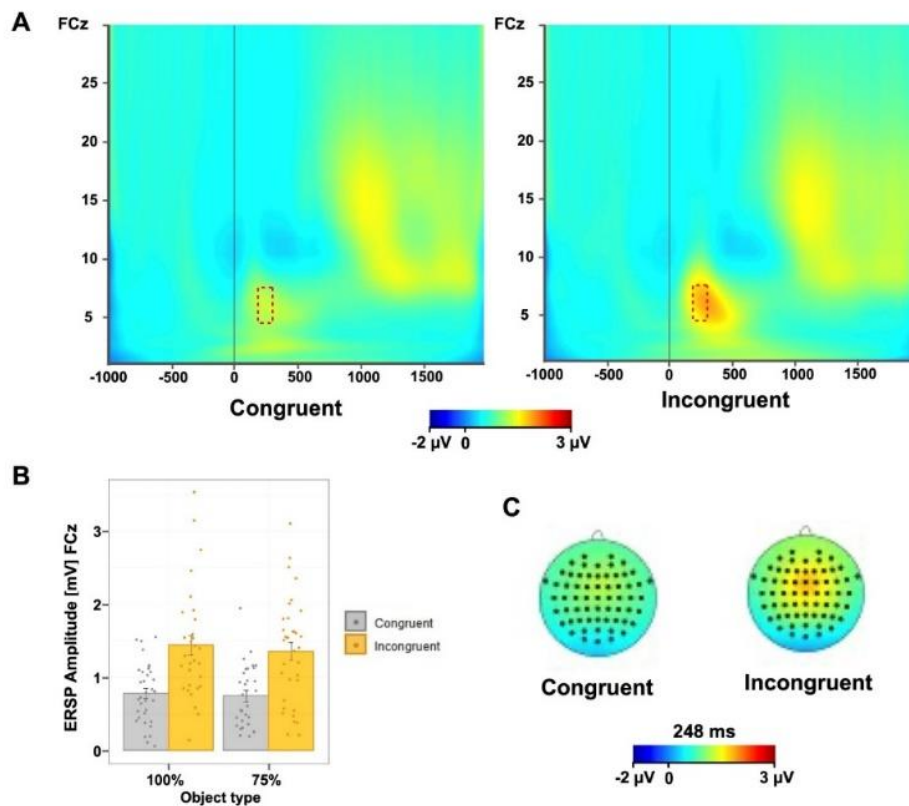 A
FCz
FCz
25
25
20
20
15
15
10
10
5
5
-1000 0 500 1000 1500
-1000 0 500 1000 1500
Congruent
Incongruent
-2 µV 0 3 µV
B
ERSP Amplitude [mV] FCz
3
2
1
0
100% 75%
Object type
Congruent
Incongruent
C
Congruent
Incongruent
248 ms
-2 µV 0 3 µV